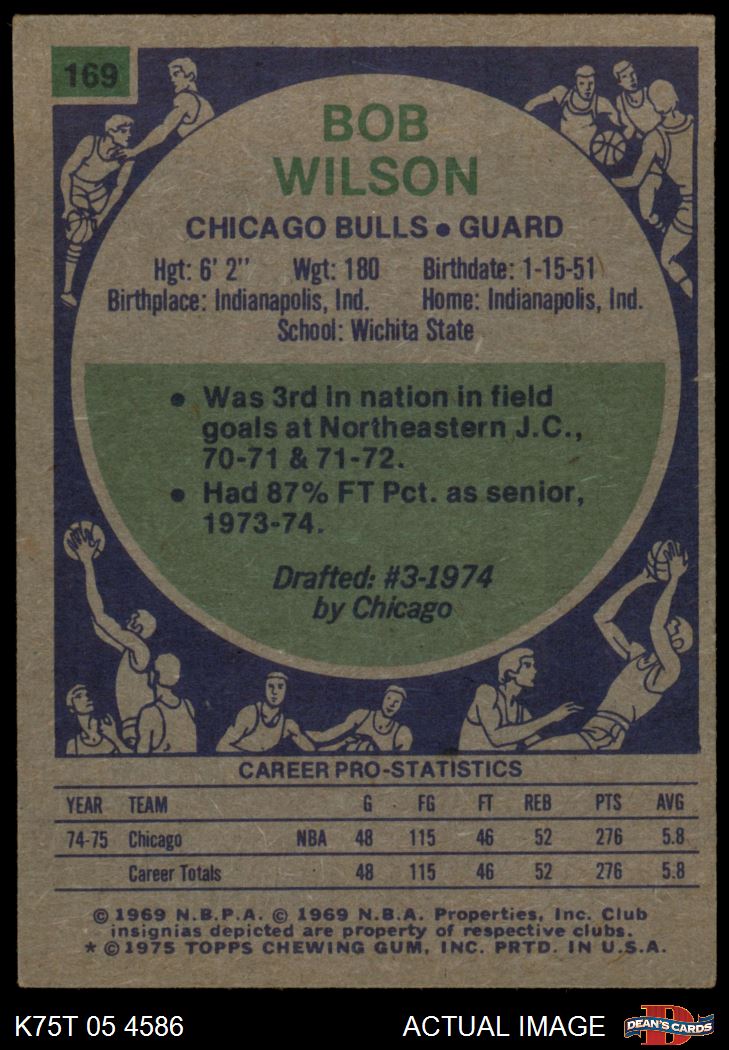 169
BOB
WILSON
CHICAGO BULLS • GUARD
Hgt: 6' 2" Wgt: 180 Birthdate: 1-15-51
Birthplace: Indianapolis, Ind. Home: Indianapolis, Ind.
School: Wichita State
• Was 3rd in nation in field
goals at Northeastern J.C.,
70-71 & 71-72.
• Had 87% FT Pct. as senior,
1973-74.
Drafted: #3-1974
by Chicago
CAREER PRO-STATISTICS
YEAR TEAM G FG FT REB PTS AVG
74-75 Chicago NBA 48 115 46 52 276 5.8
Career Totals 48 115 46 52 276 5.8
© 1969 N.B.P.A. © 1969 N.B.A. Properties, Inc. Club
insignias depicted are property of respective clubs.
* © 1975 TOPPS CHEWING GUM, INC. PRTD. IN U.S.A.
K75T 05 4586 ACTUAL IMAGE D DEAN'S CARDS